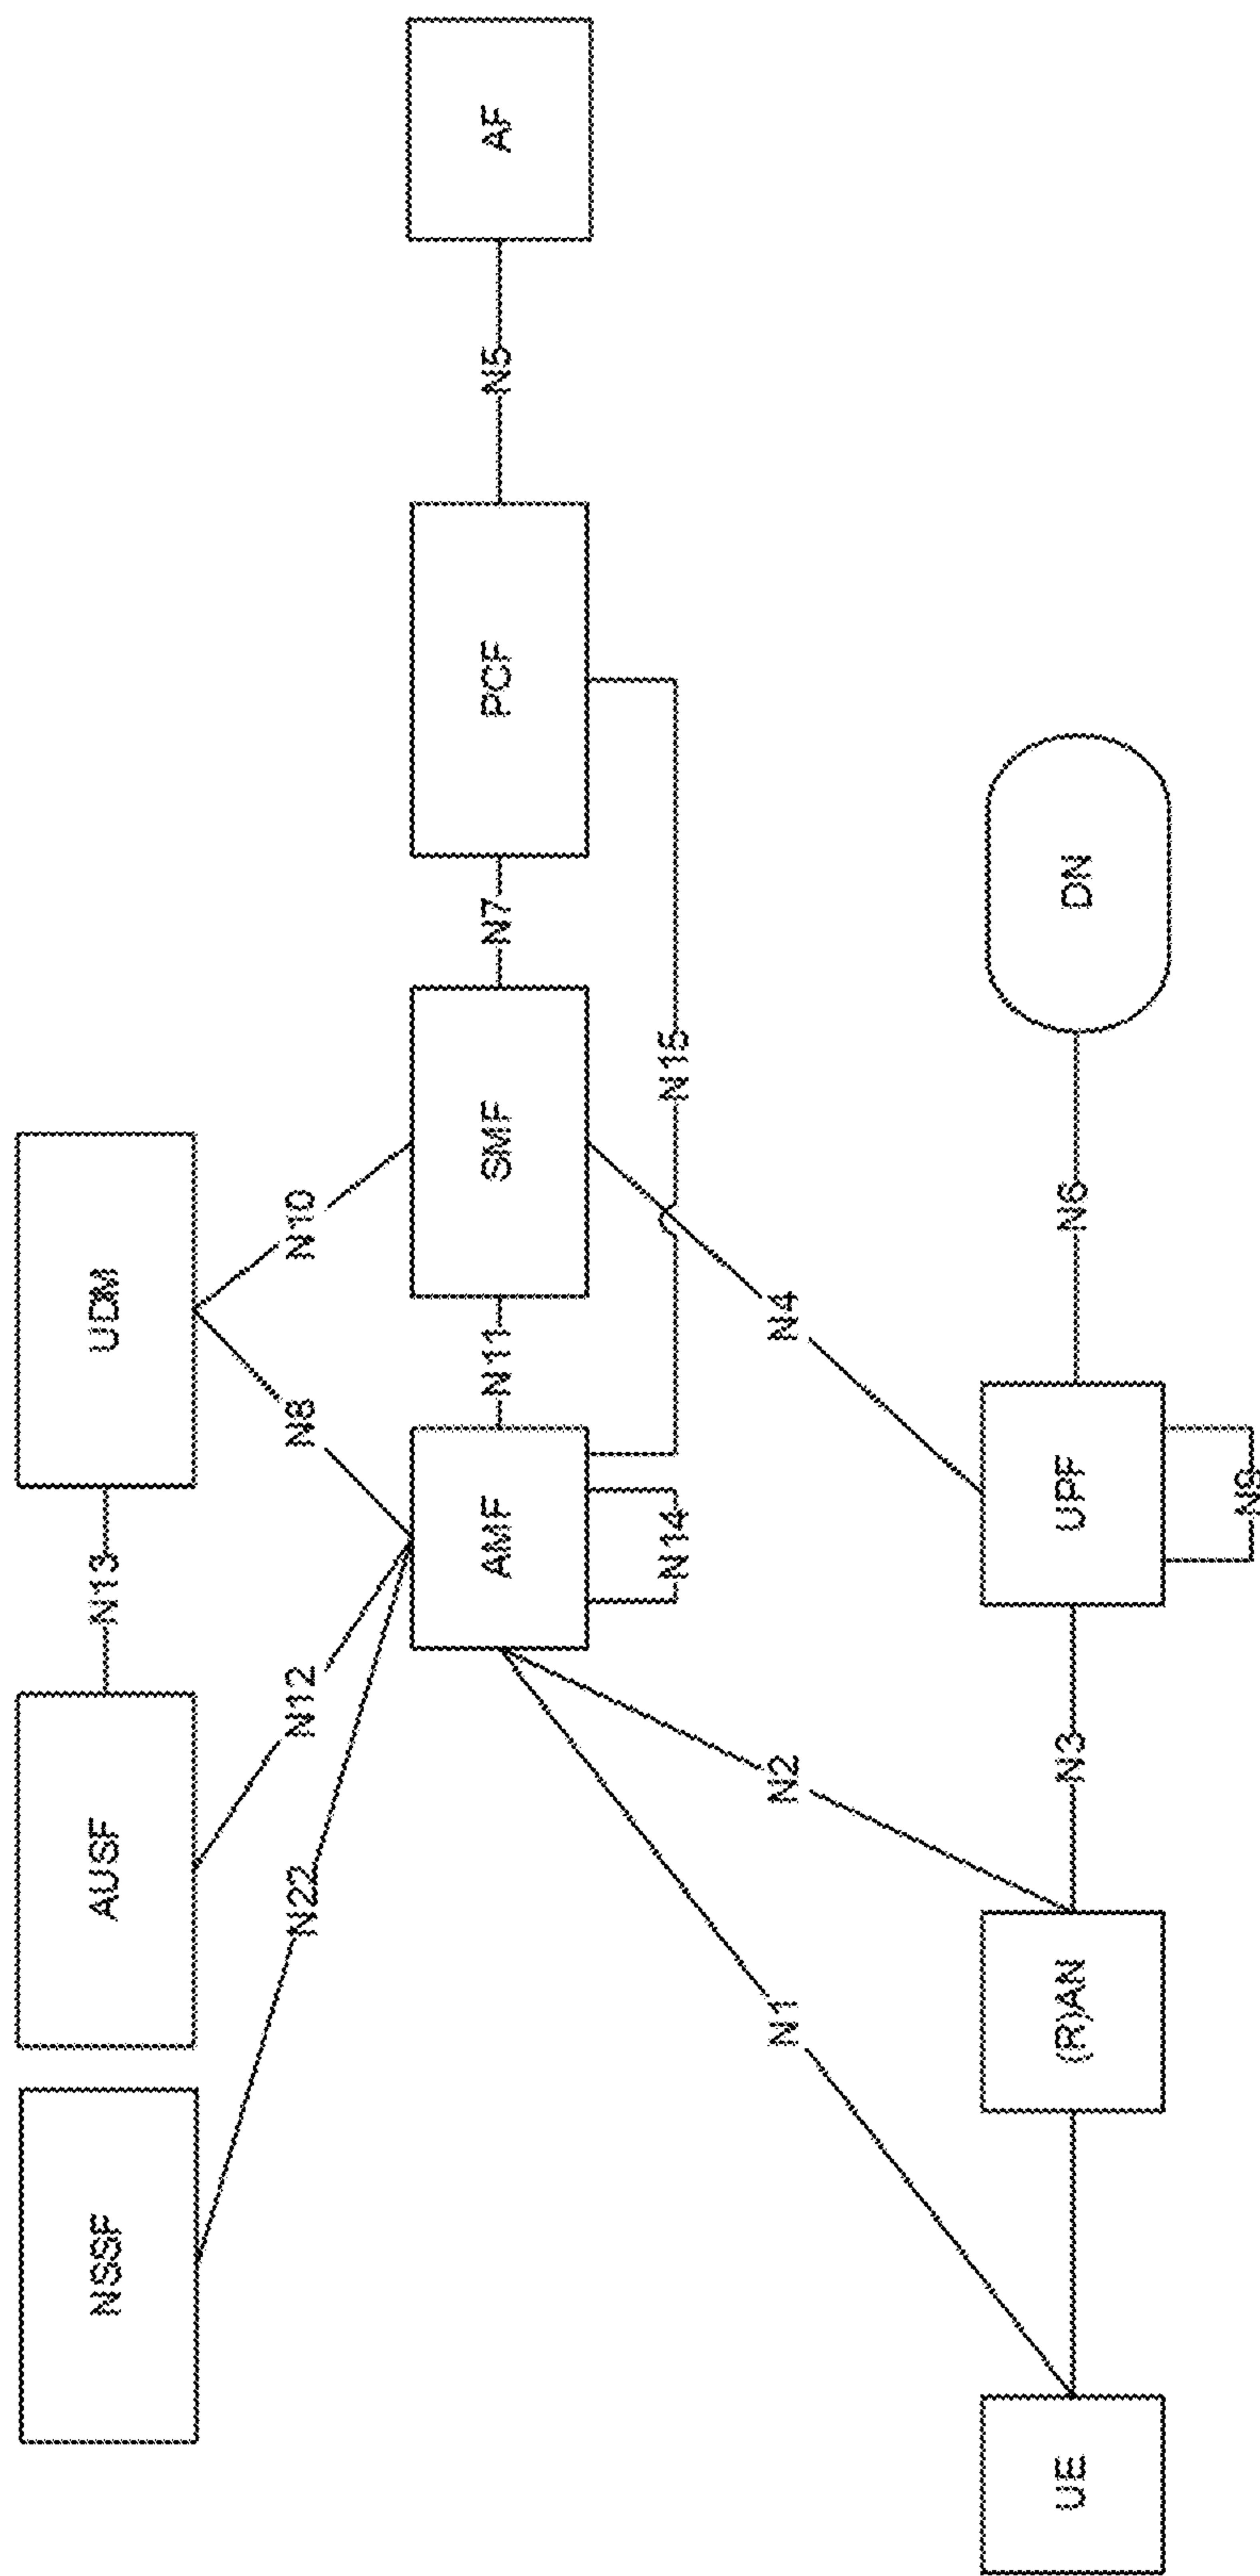 NSSF
AUSF
N13
UDM
N22
N12
N8
N10
AMF
N11
SMF
N7
PCF
N5
AF
N14
N15
N1
N2
N4
UE
(R)AN
N3
UPF
N6
DN
N9